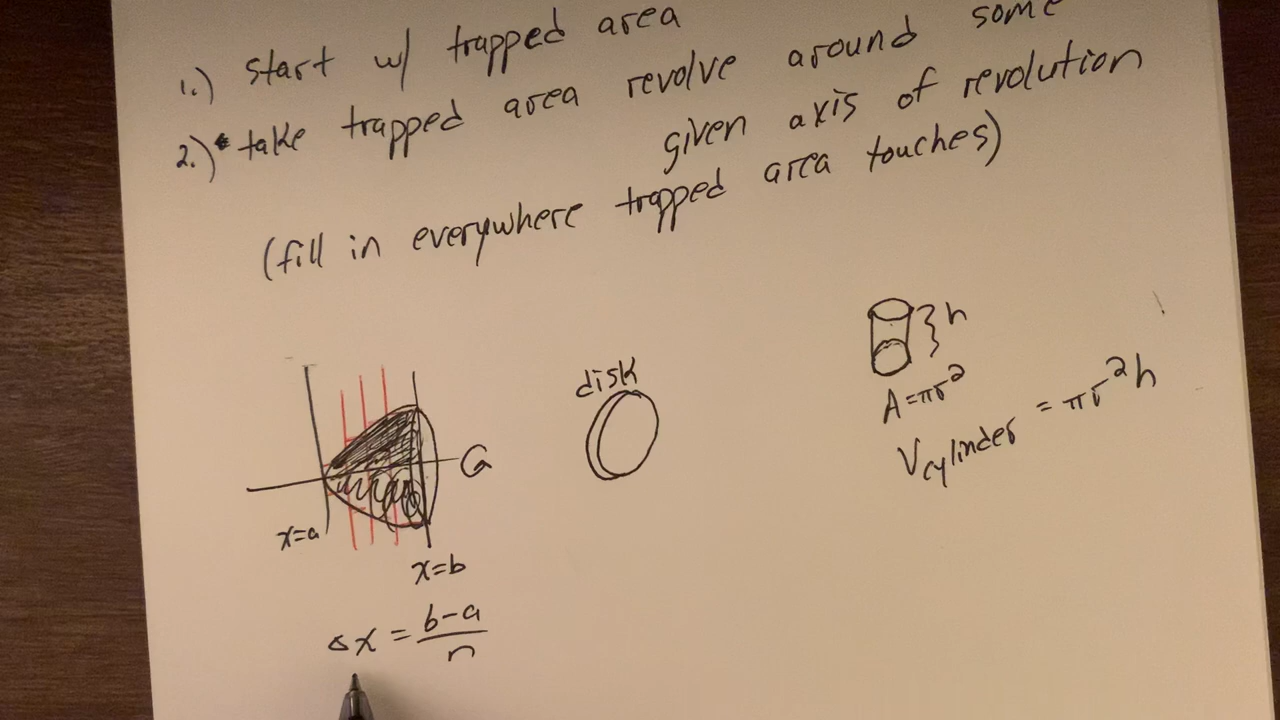 1.) start w/ trapped area
2.) * take trapped area revolve around some
given axis of revolution
(fill in everywhere trapped area touches)
disk
h
A = πr²
V cylinder = πr²h
x=a
x=b
Δx = b-a / n